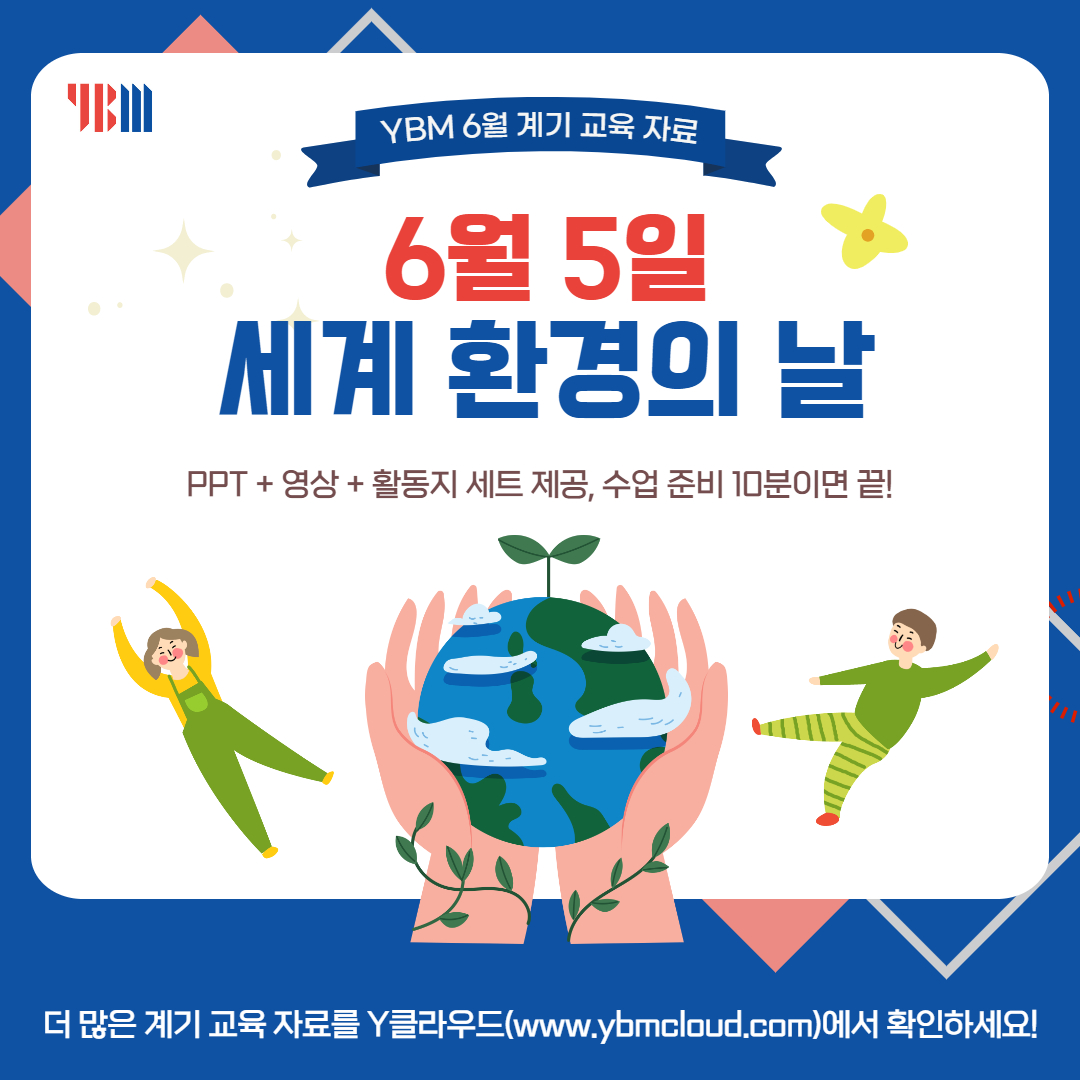 YBM
YBM 6월 계기 교육 자료
6월 5일
세계 환경의 날
PPT + 영상 + 활동지 세트 제공, 수업 준비 10분이면 끝!
더 많은 계기 교육 자료를 Y클라우드(www.ybmcloud.com)에서 확인하세요!